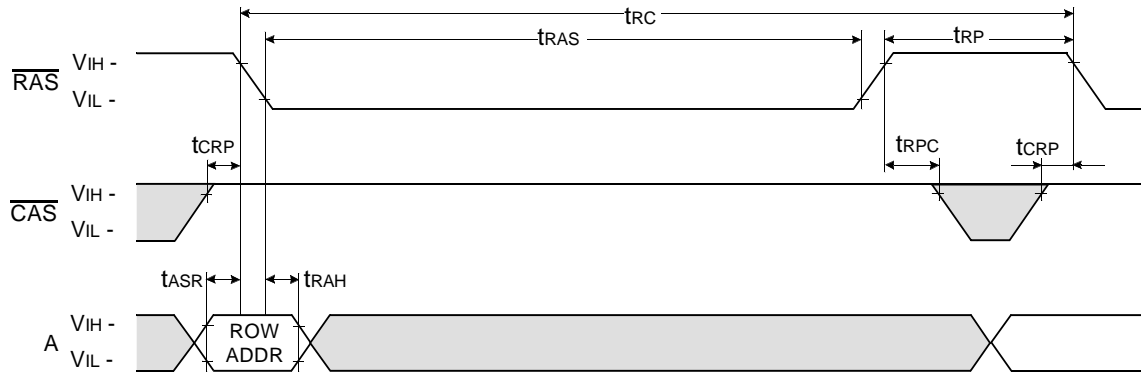 tRC
tRAS
tRP
RAS
VIH -
VIL -
tCRP
tRPC
tCRP
CAS
VIH -
VIL -
tASR
tRAH
A
VIH -
VIL -
ROW
ADDR